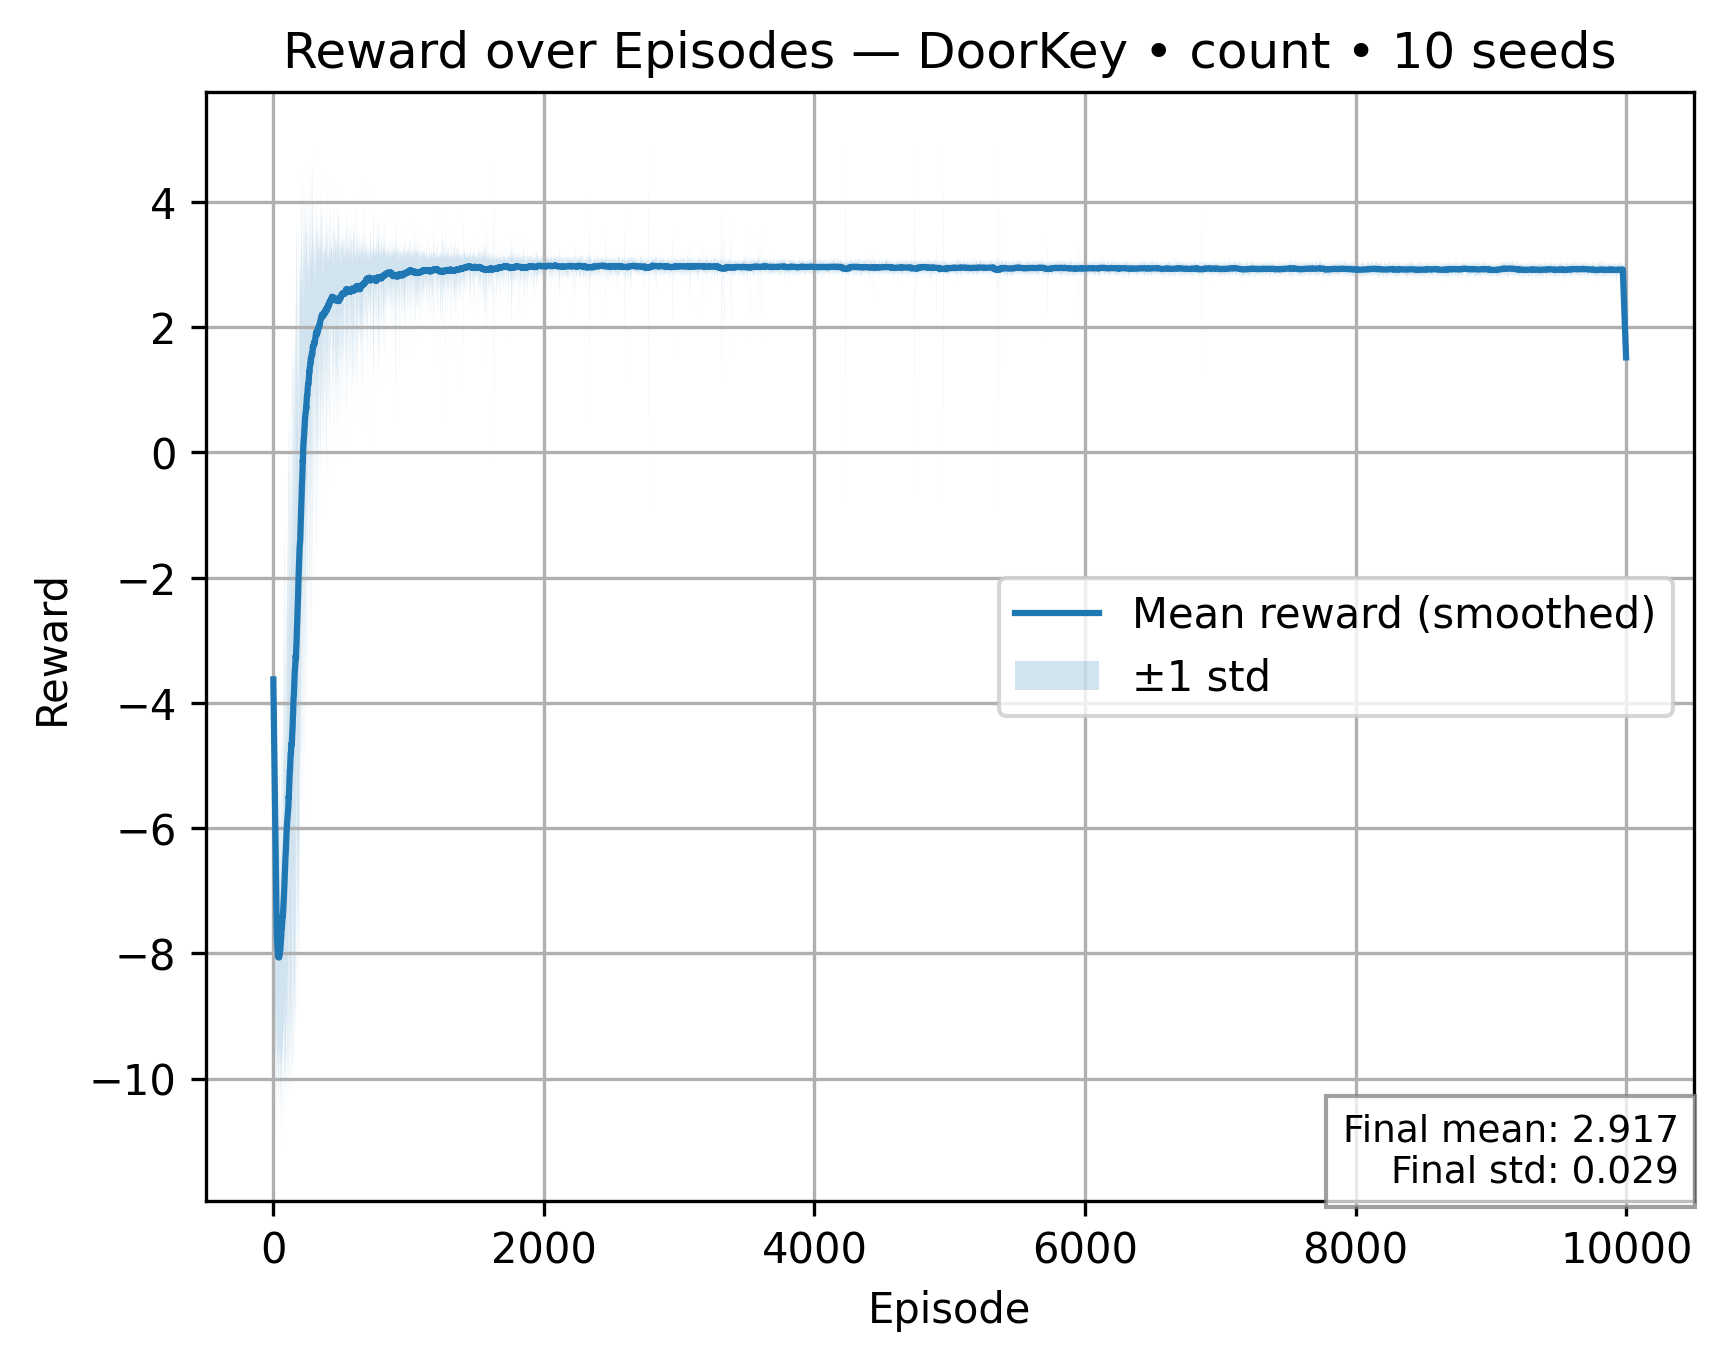 Reward over Episodes — DoorKey • count • 10 seeds
4
2
0
−2
−4
−6
−8
−10
Reward
Mean reward (smoothed)
±1 std
Final mean: 2.917
Final std: 0.029
0 2000 4000 6000 8000 10000
Episode